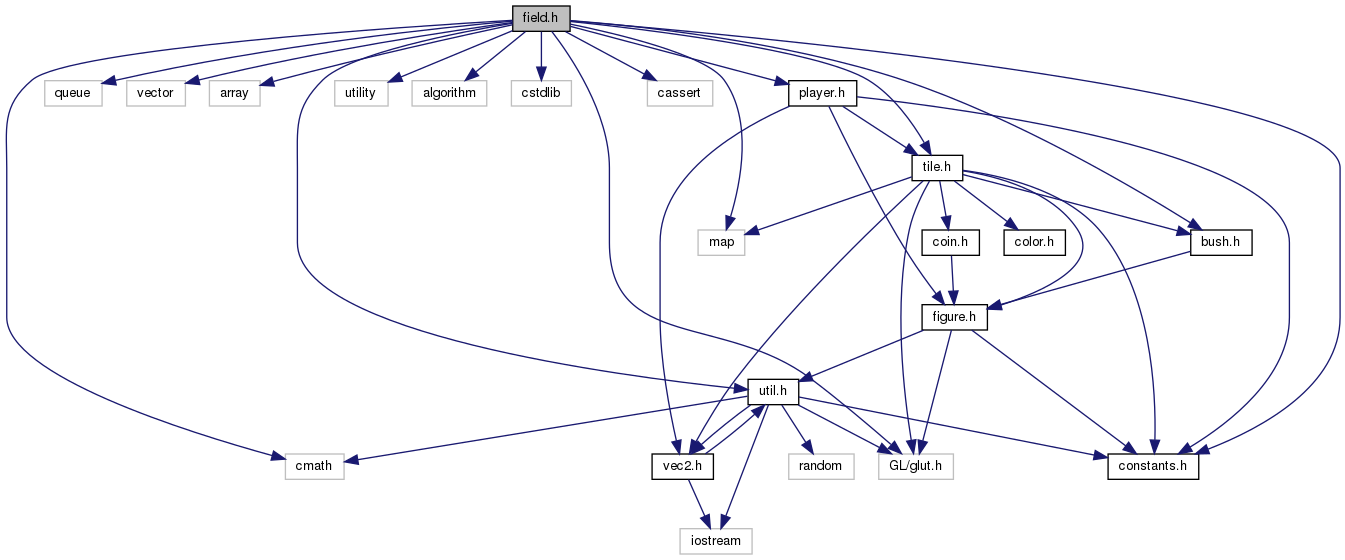 field.h
queue
vector
array
utility
algorithm
cstdlib
cassert
player.h
tile.h
map
coin.h
color.h
bush.h
figure.h
util.h
cmath
vec2.h
random
GL/glut.h
constants.h
iostream